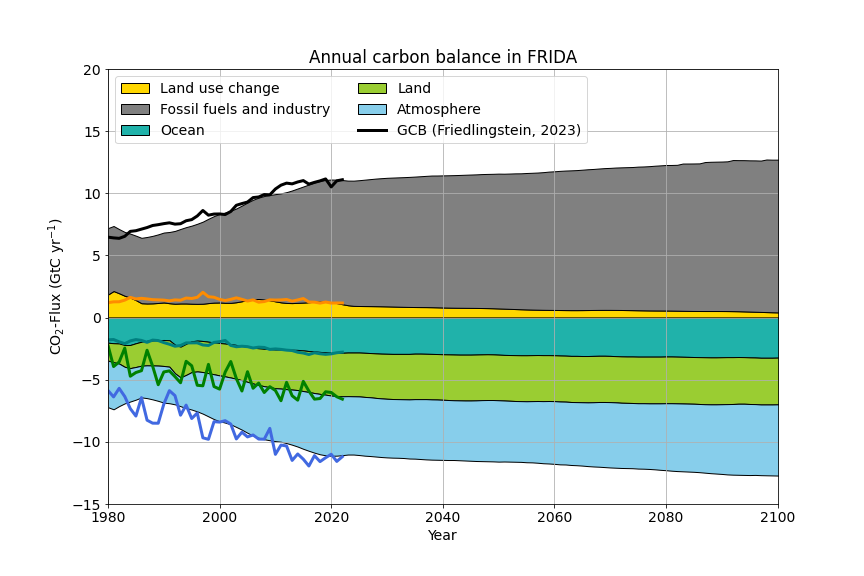 Annual carbon balance in FRIDA
Land use change
Fossil fuels and industry
Ocean
Land
Atmosphere
GCB (Friedlingstein, 2023)
CO₂-Flux (GtC yr⁻¹)
20
15
10
5
0
−5
−10
−15
1980 2000 2020 2040 2060 2080 2100
Year